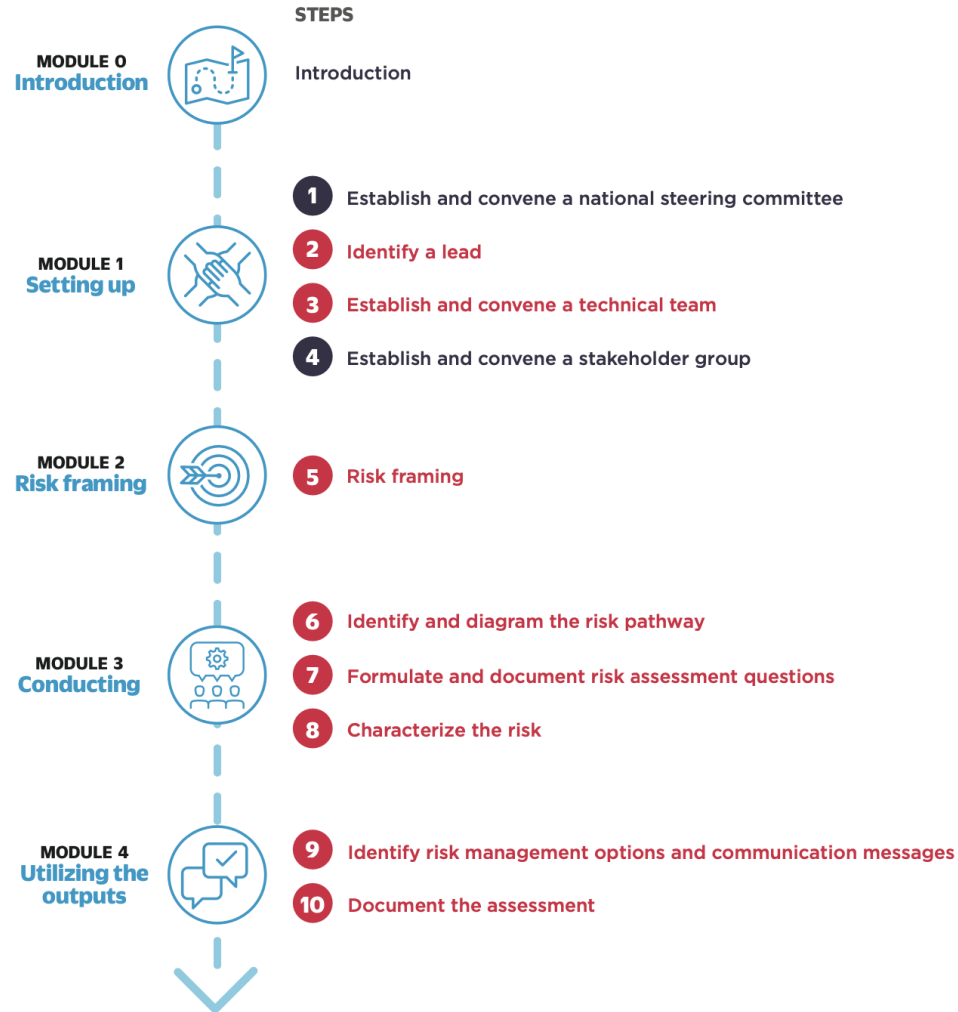 STEPS
MODULE 0
Introduction
Introduction
MODULE 1
Setting up
1 Establish and convene a national steering committee
2 Identify a lead
3 Establish and convene a technical team
4 Establish and convene a stakeholder group
MODULE 2
Risk framing
5 Risk framing
MODULE 3
Conducting
6 Identify and diagram the risk pathway
7 Formulate and document risk assessment questions
8 Characterize the risk
MODULE 4
Utilizing the
outputs
9 Identify risk management options and communication messages
10 Document the assessment